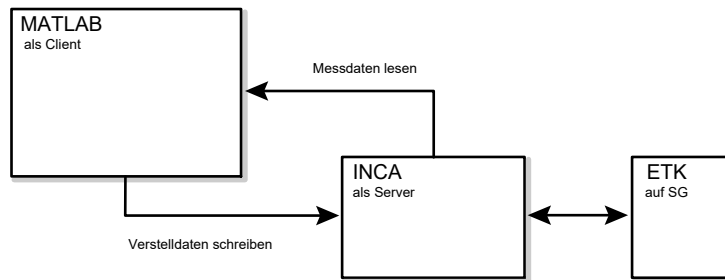 MATLAB
als Client
Messdaten lesen
INCA
als Server
ETK
auf SG
Verstelldaten schreiben